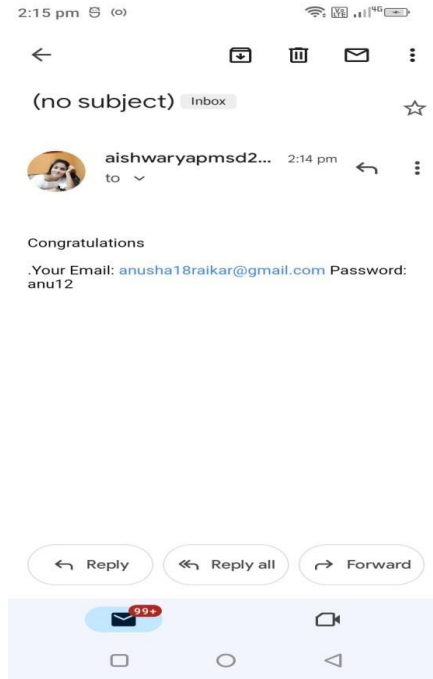 2:15 pm
4G
(no subject) Inbox
aishwaryapmsd2... 2:14 pm
to
Congratulations
.Your Email: anusha18raikar@gmail.com Password:
anu12
Reply
Reply all
Forward
99+